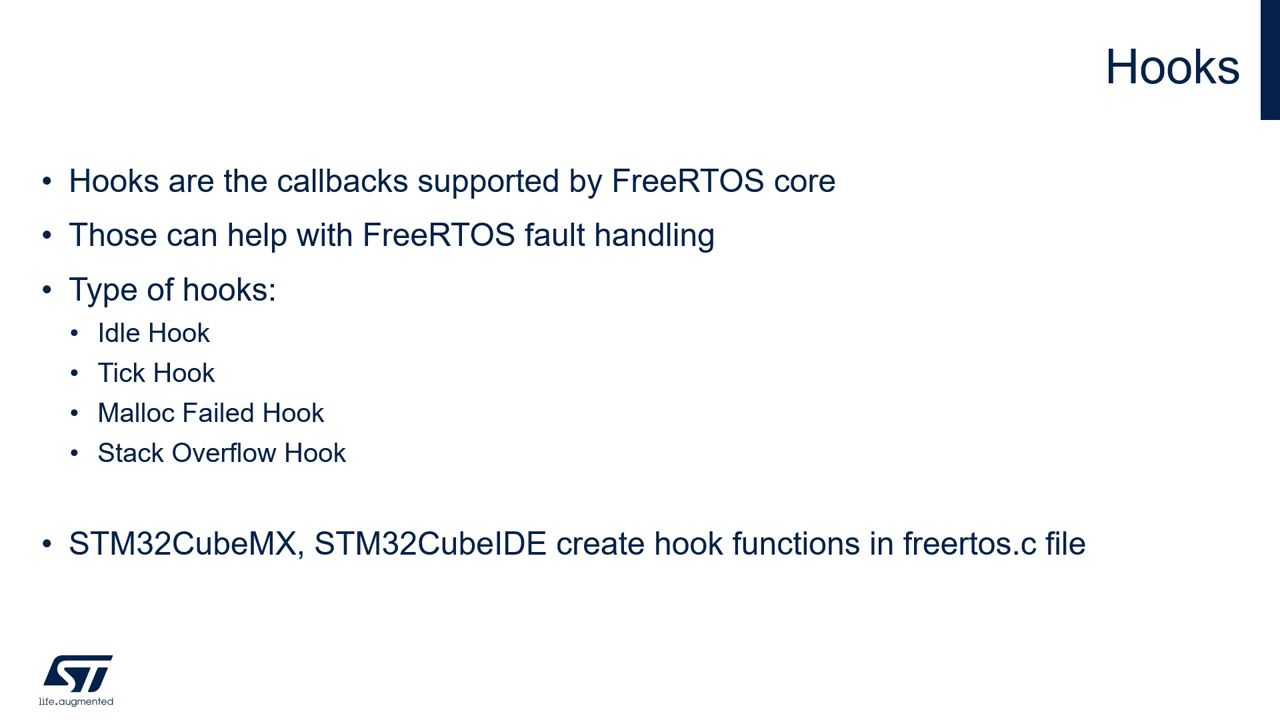 Hooks
• Hooks are the callbacks supported by FreeRTOS core
• Those can help with FreeRTOS fault handling
• Type of hooks:
• Idle Hook
• Tick Hook
• Malloc Failed Hook
• Stack Overflow Hook
• STM32CubeMX, STM32CubeIDE create hook functions in freertos.c file
ST
life.augmented